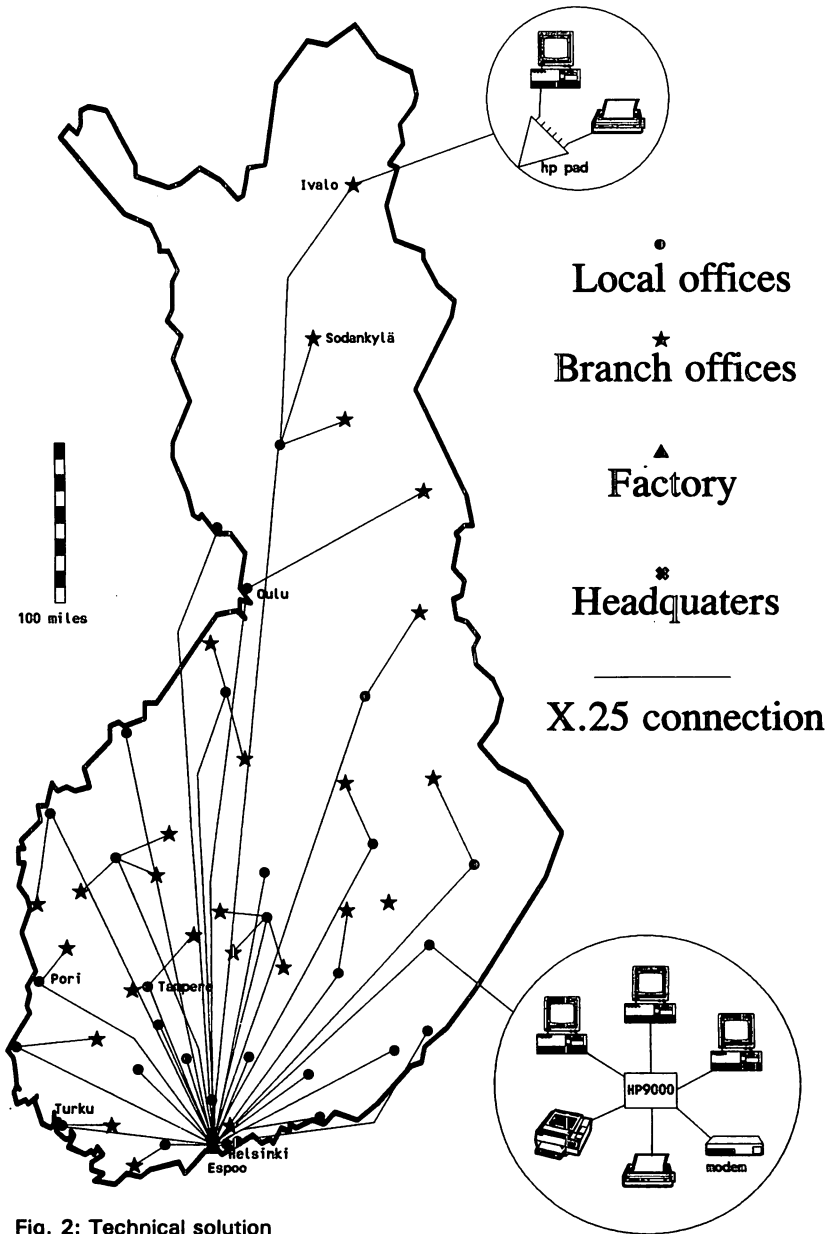 hp pad
Ivalo
Local offices
Sodankylä
Branch offices
Factory
Oulu
Headquaters
100 miles
X.25 connection
Pori
Tampere
HP9000
Turku
Helsinki
Espoo
modem
Fig. 2: Technical solution